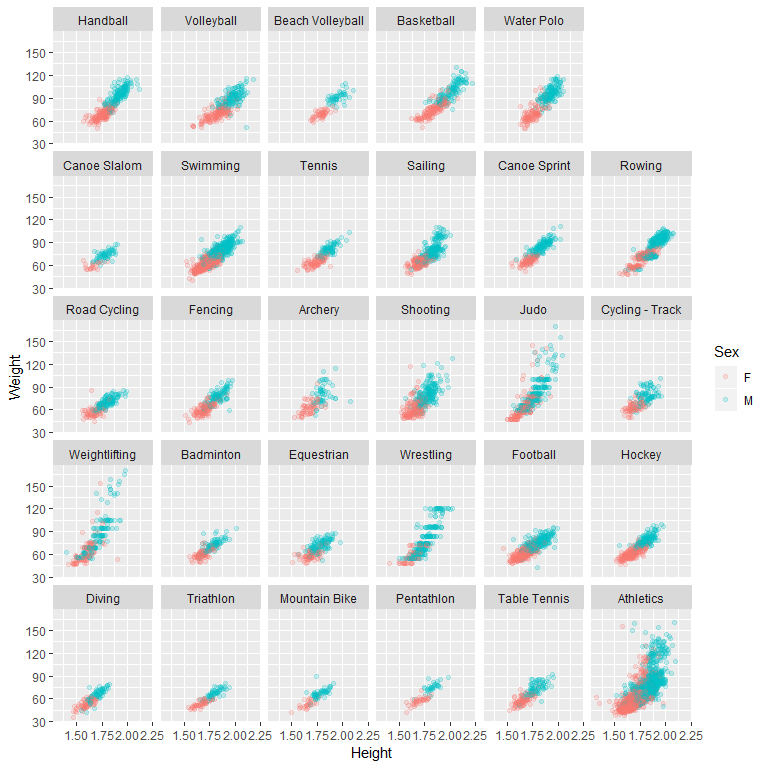 Handball Volleyball Beach Volleyball Basketball Water Polo
150
120
90
60
30
Canoe Slalom Swimming Tennis Sailing Canoe Sprint Rowing
150
120
90
60
30
Road Cycling Fencing Archery Shooting Judo Cycling - Track
150
120
90
60
30
Weightlifting Badminton Equestrian Wrestling Football Hockey
150
120
90
60
30
Diving Triathlon Mountain Bike Pentathlon Table Tennis Athletics
150
120
90
60
30
1.50 1.75 2.00 2.25 1.50 1.75 2.00 2.25 1.50 1.75 2.00 2.25 1.50 1.75 2.00 2.25 1.50 1.75 2.00 2.25 1.50 1.75 2.00 2.25
Height
Weight
Sex
F
M